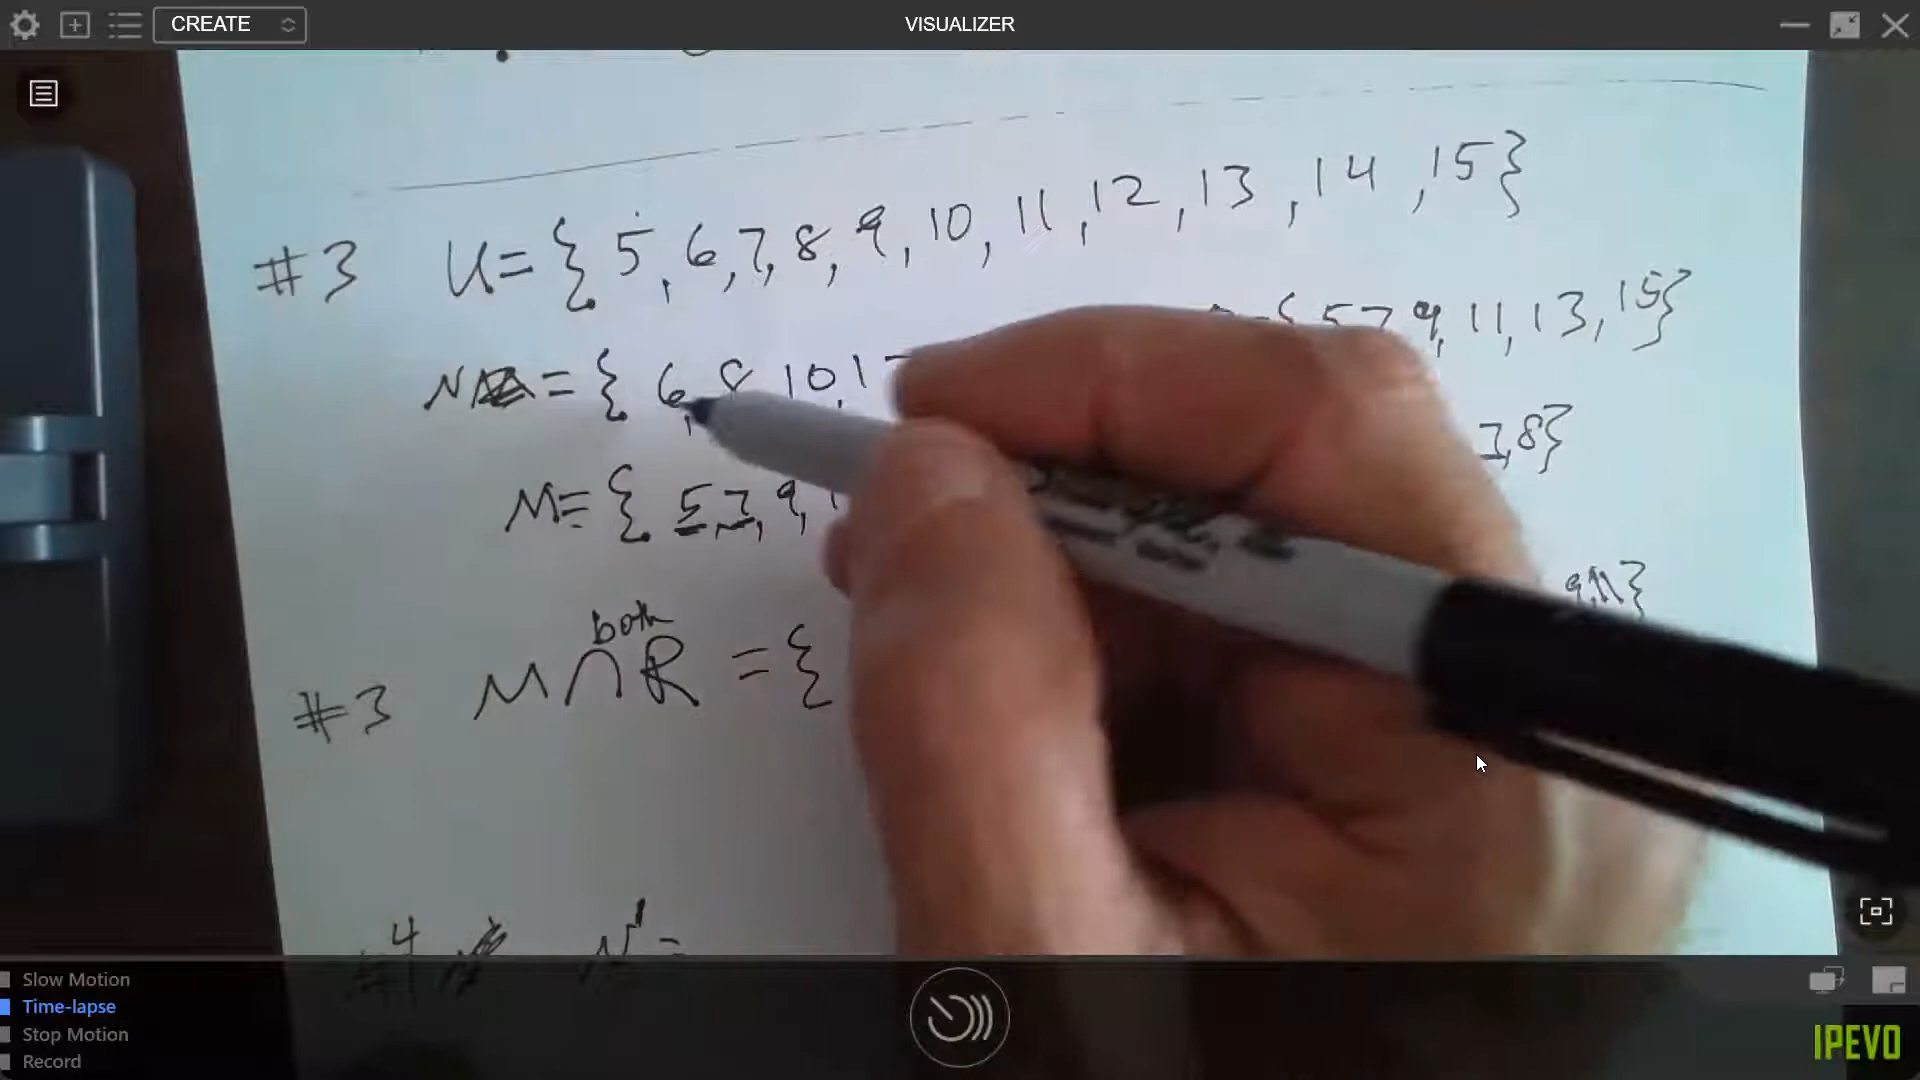 CREATE
VISUALIZER
#3 U={5,6,7,8,9,10,11,12,13,14,15}
N = { 6,8,10,1
5,7,9,11,13,15}
M= { 5,7,9,
7,8}
both
9,11}
#3 M∩R = {
4 N' =
Slow Motion
Time-lapse
Stop Motion
Record
IPEVO